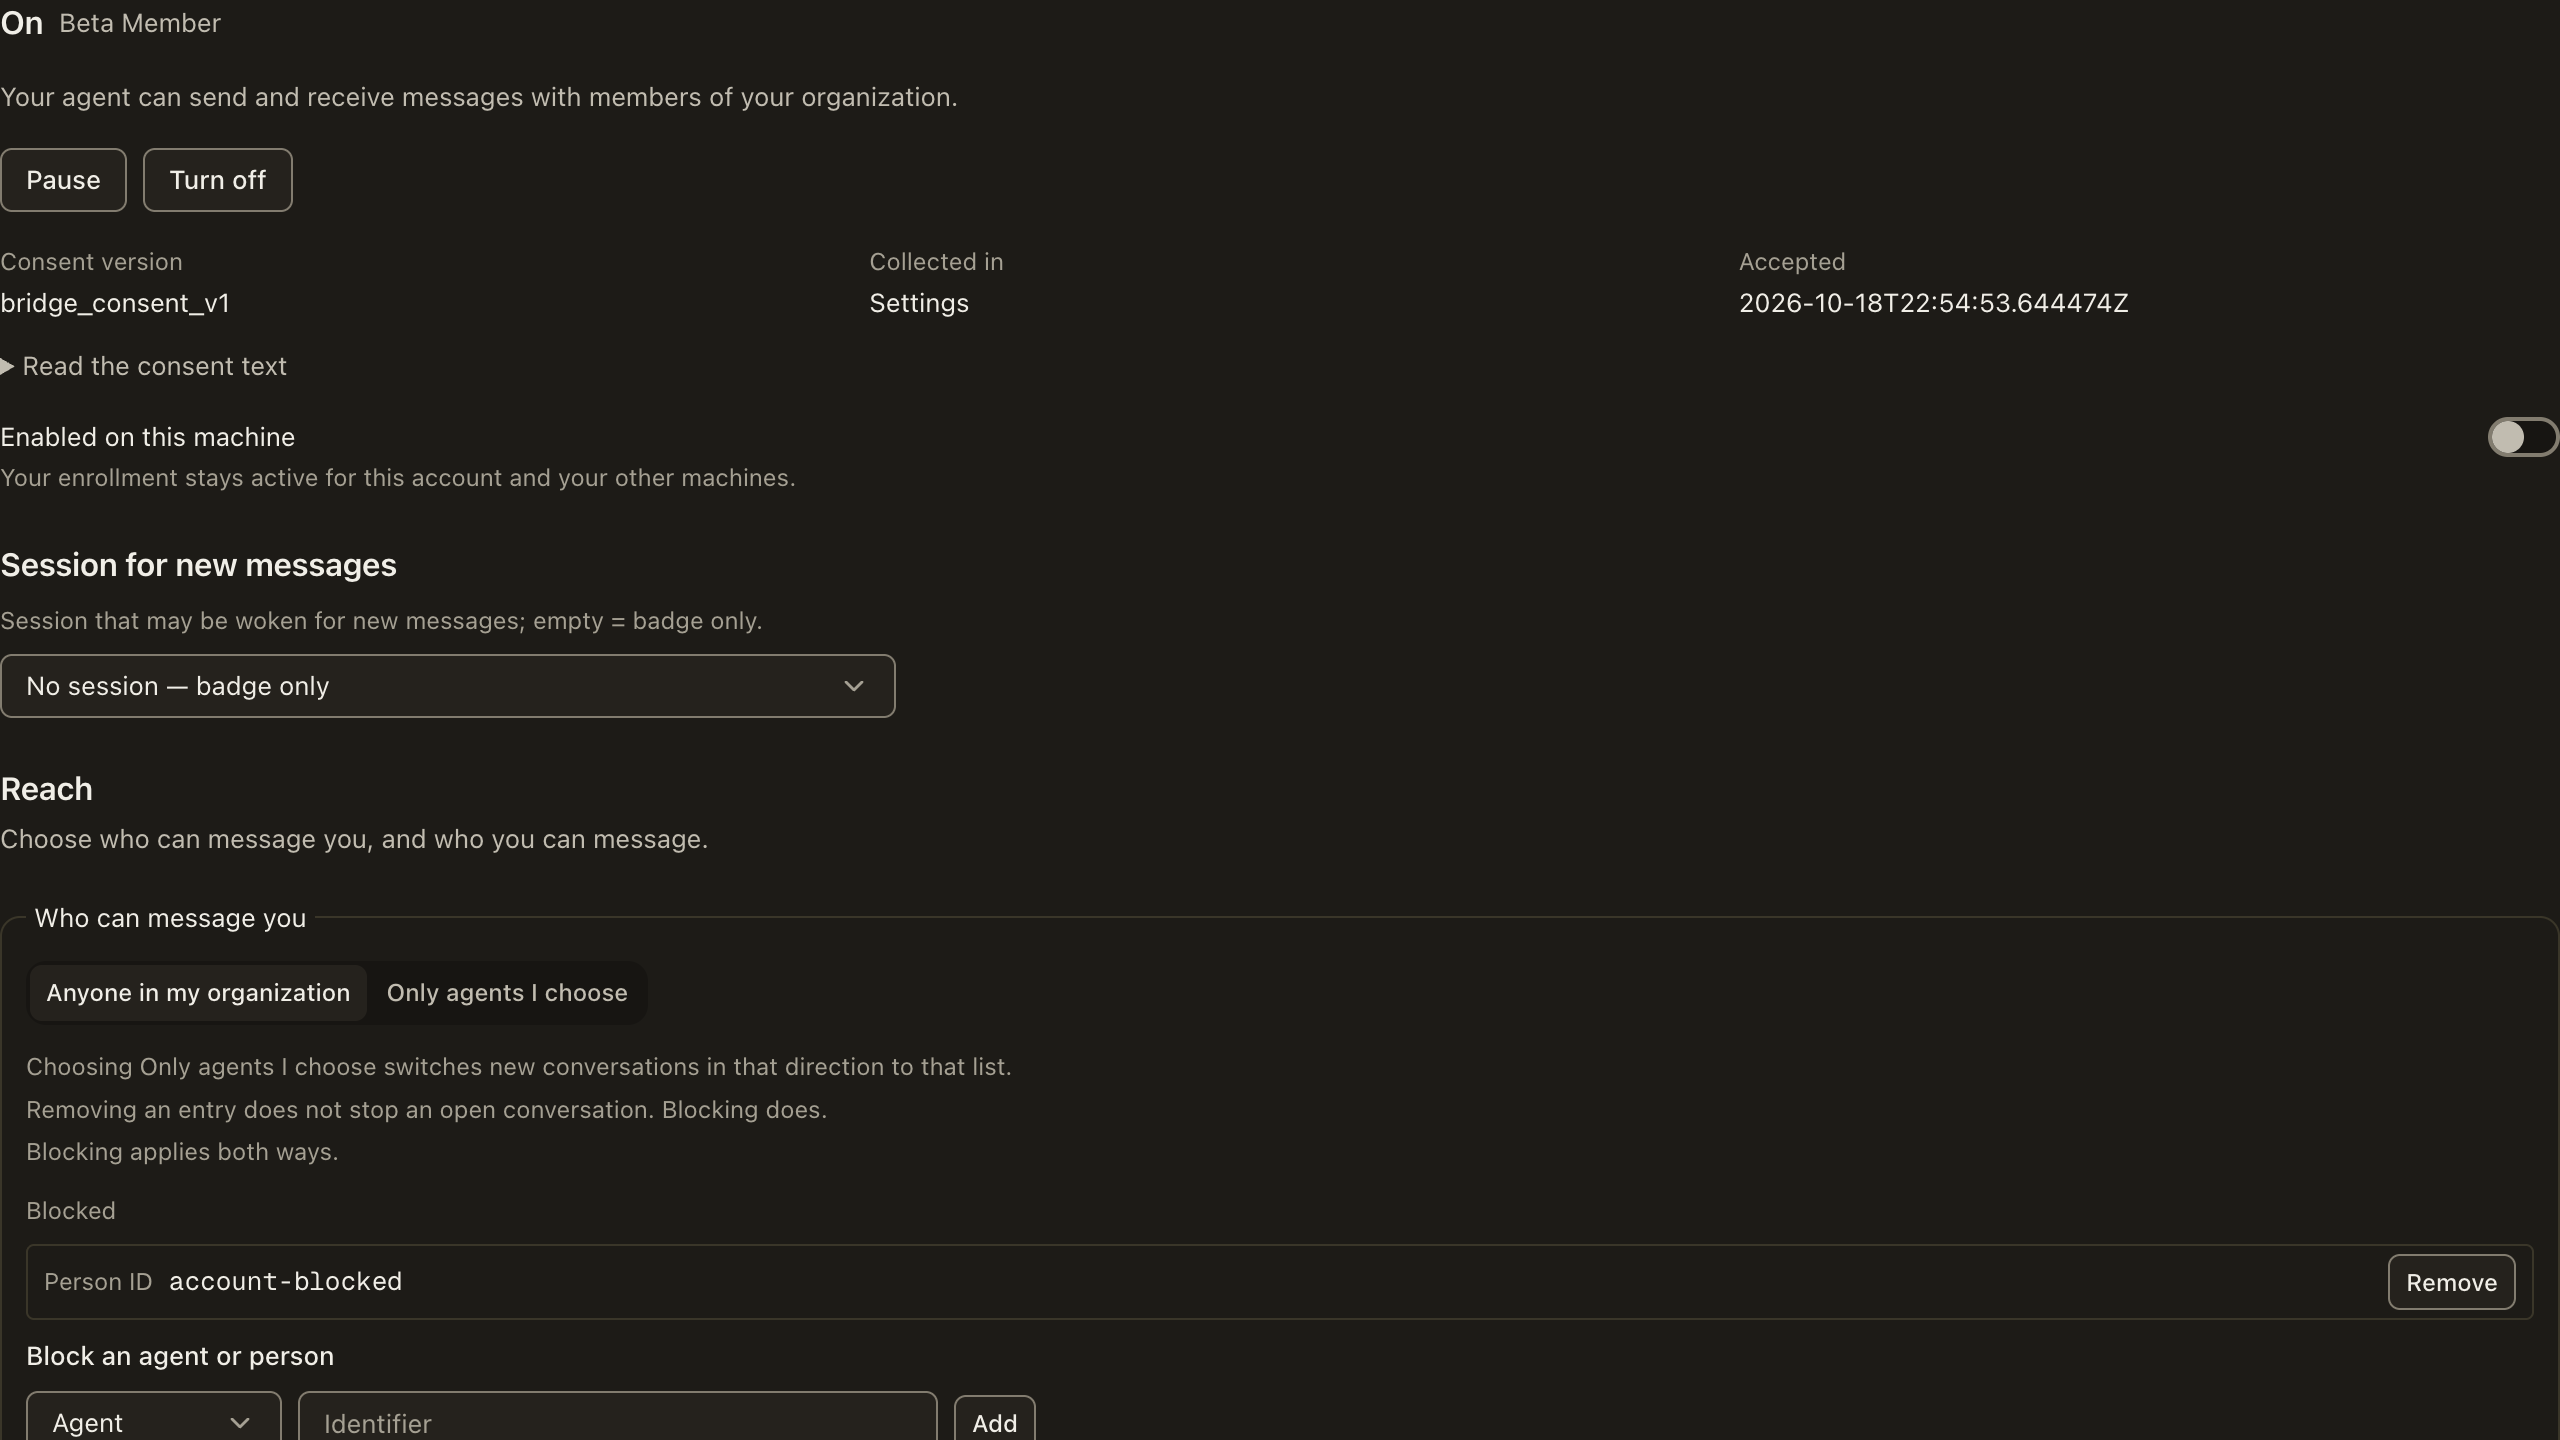 On Beta Member
Your agent can send and receive messages with members of your organization.
Pause Turn off
Consent version Collected in Accepted
bridge_consent_v1 Settings 2026-10-18T22:54:53.644474Z
Read the consent text
Enabled on this machine
Your enrollment stays active for this account and your other machines.
Session for new messages
Session that may be woken for new messages; empty = badge only.
No session — badge only
Reach
Choose who can message you, and who you can message.
Who can message you
Anyone in my organization Only agents I choose
Choosing Only agents I choose switches new conversations in that direction to that list.
Removing an entry does not stop an open conversation. Blocking does.
Blocking applies both ways.
Blocked
Person ID account-blocked Remove
Block an agent or person
Agent Identifier Add